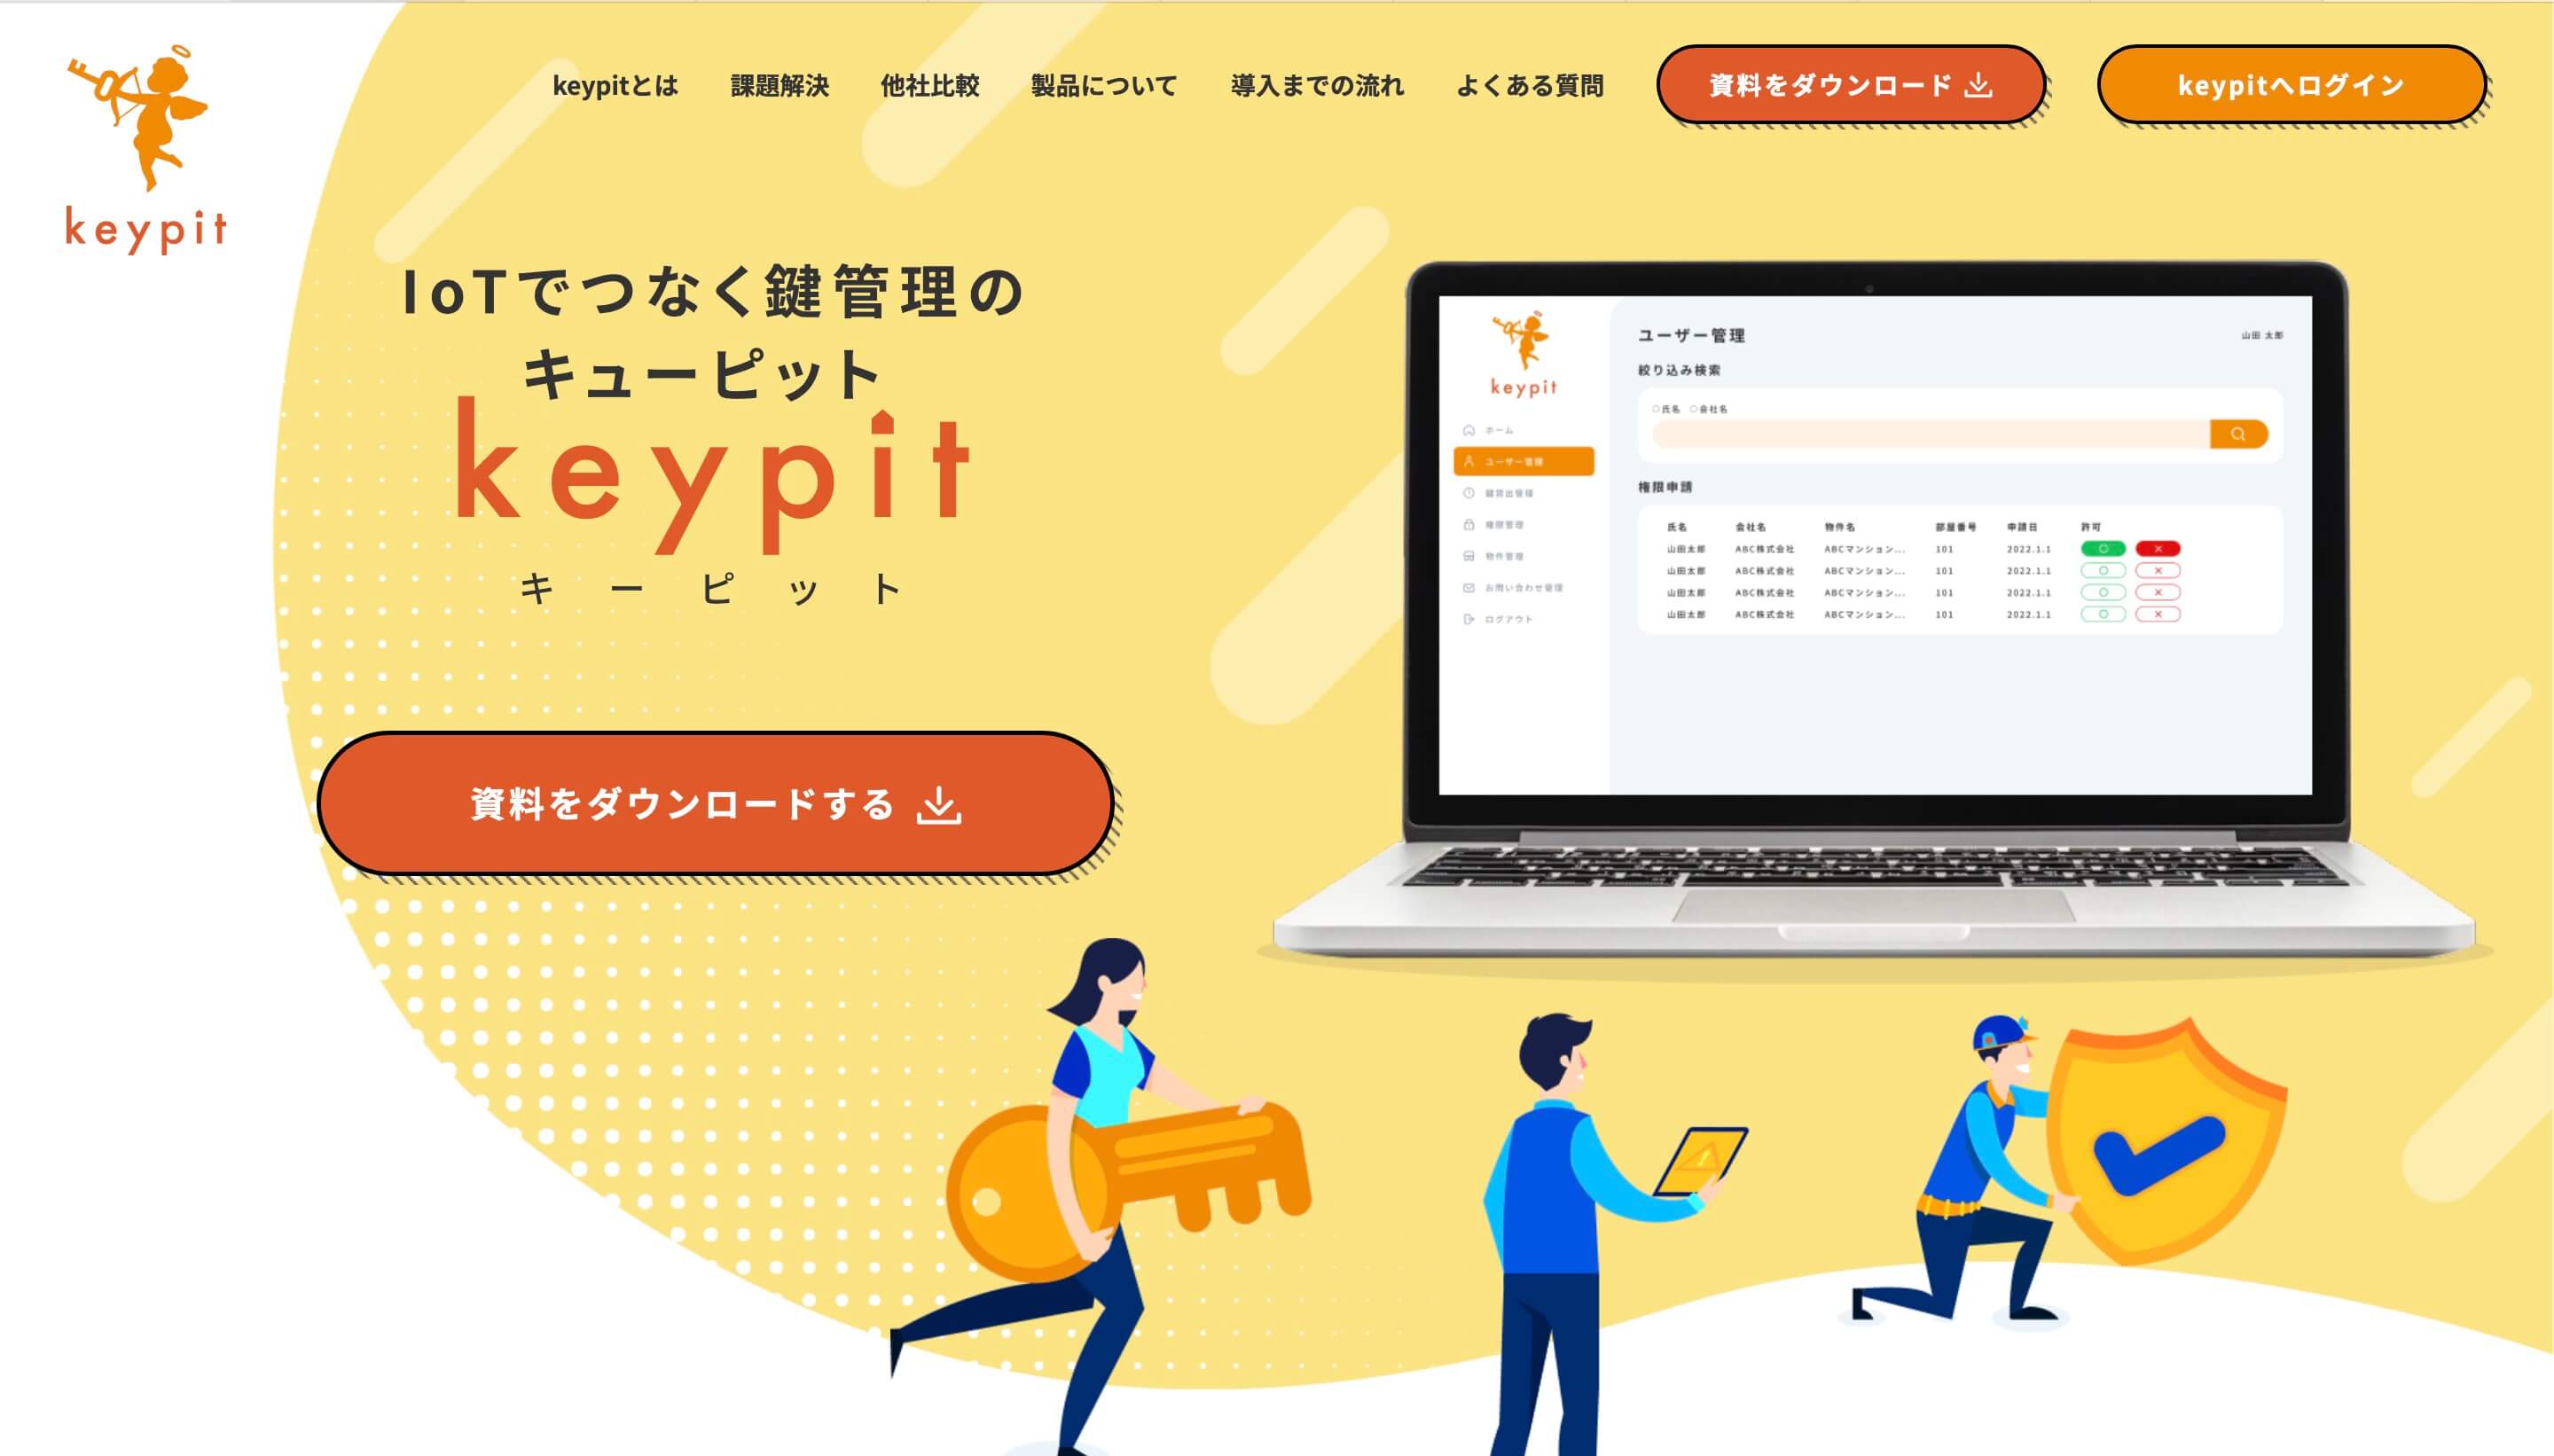 keypit
keypitとは
課題解決
他社比較
製品について
導入までの流れ
よくある質問
資料をダウンロード
keypitへログイン
IoTでつなく鍵管理の
キューピット
keypit
キーピット
資料をダウンロードする
keypit
ホーム
ユーザー管理
鍵貸出管理
権限管理
物件管理
お問い合わせ管理
ログアウト
ユーザー管理
山田 太郎
絞り込み検索
氏名 会社名
権限申請
氏名 会社名 物件名 部屋番号 申請日 許可
山田太郎 ABC株式会社 ABCマンション... 101 2022.1.1
山田太郎 ABC株式会社 ABCマンション... 101 2022.1.1
山田太郎 ABC株式会社 ABCマンション... 101 2022.1.1
山田太郎 ABC株式会社 ABCマンション... 101 2022.1.1